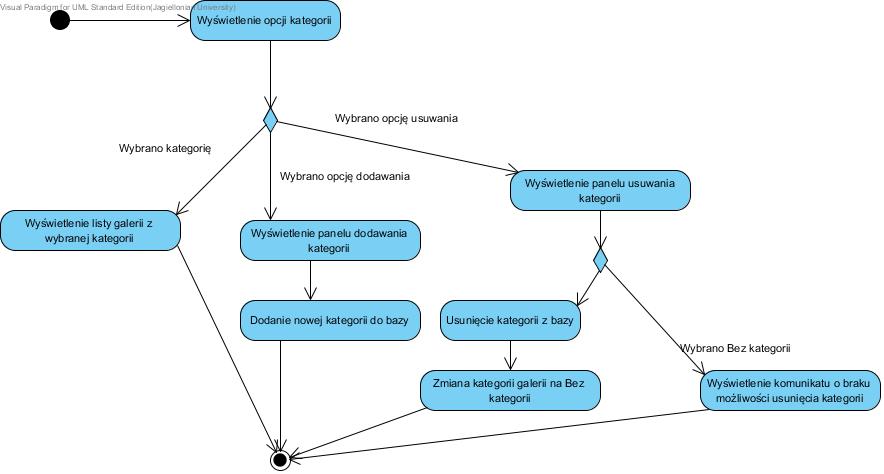 Visual Paradigm for UML Standard Edition(Jagiellonian University)
Wyświetlenie opcji kategorii
Wybrano opcję usuwania
Wybrano kategorię
Wybrano opcję dodawania
Wyświetlenie panelu usuwania
kategorii
Wyświetlenie listy galerii z
wybranej kategorii
Wyświetlenie panelu dodawania
kategorii
Dodanie nowej kategorii do bazy
Usunięcie kategorii z bazy
Wybrano Bez kategorii
Zmiana kategorii galerii na Bez
kategorii
Wyświetlenie komunikatu o braku
możliwości usunięcia kategorii